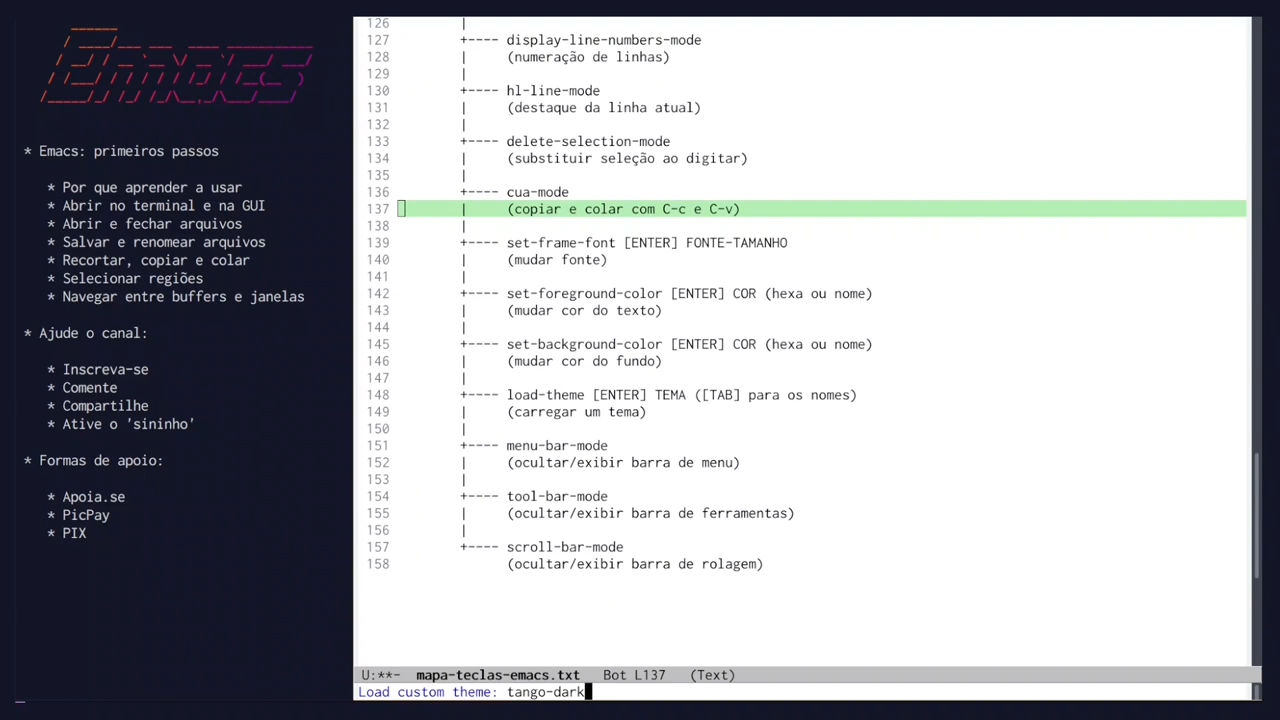 Emacs
* Emacs: primeiros passos
* Por que aprender a usar
* Abrir no terminal e na GUI
* Abrir e fechar arquivos
* Salvar e renomear arquivos
* Recortar, copiar e colar
* Selecionar regiões
* Navegar entre buffers e janelas
* Ajude o canal:
* Inscreva-se
* Comente
* Compartilhe
* Ative o 'sininho'
* Formas de apoio:
* Apoia.se
* PicPay
* PIX
126 |
127 +---- display-line-numbers-mode
128 | (numeração de linhas)
129 |
130 +---- hl-line-mode
131 | (destaque da linha atual)
132 |
133 +---- delete-selection-mode
134 | (substituir seleção ao digitar)
135 |
136 +---- cua-mode
137 | (copiar e colar com C-c e C-v)
138 |
139 +---- set-frame-font [ENTER] FONTE-TAMANHO
140 | (mudar fonte)
141 |
142 +---- set-foreground-color [ENTER] COR (hexa ou nome)
143 | (mudar cor do texto)
144 |
145 +---- set-background-color [ENTER] COR (hexa ou nome)
146 | (mudar cor do fundo)
147 |
148 +---- load-theme [ENTER] TEMA ([TAB] para os nomes)
149 | (carregar um tema)
150 |
151 +---- menu-bar-mode
152 | (ocultar/exibir barra de menu)
153 |
154 +---- tool-bar-mode
155 | (ocultar/exibir barra de ferramentas)
156 |
157 +---- scroll-bar-mode
158 (ocultar/exibir barra de rolagem)
U:**- mapa-teclas-emacs.txt Bot L137 (Text)
Load custom theme: tango-dark